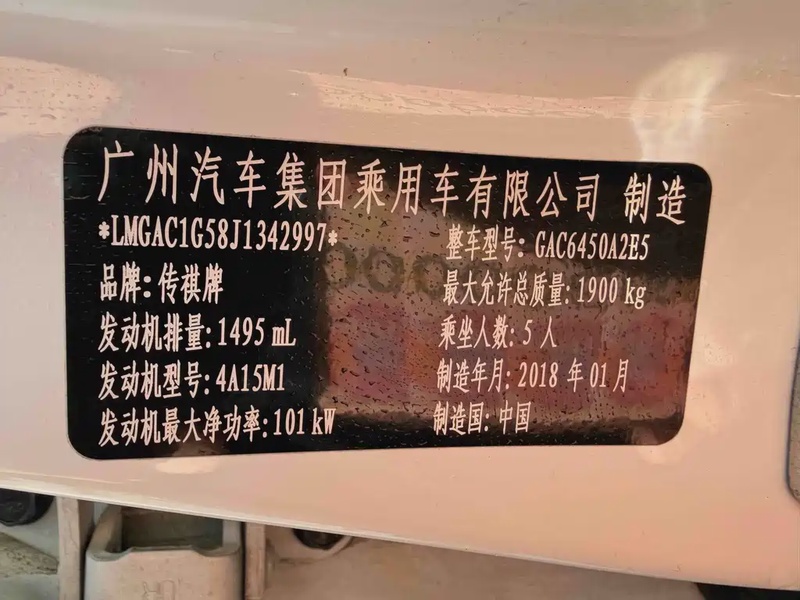 广州汽车集团乘用车有限公司 制造
*LMGAC1G58J1342997*
整车型号: GAC6450A2E5
品牌: 传祺牌
最大允许总质量: 1900 kg
发动机排量: 1495 mL
乘坐人数: 5 人
发动机型号: 4A15M1
制造年月: 2018 年 01 月
发动机最大净功率: 101 kW
制造国: 中国